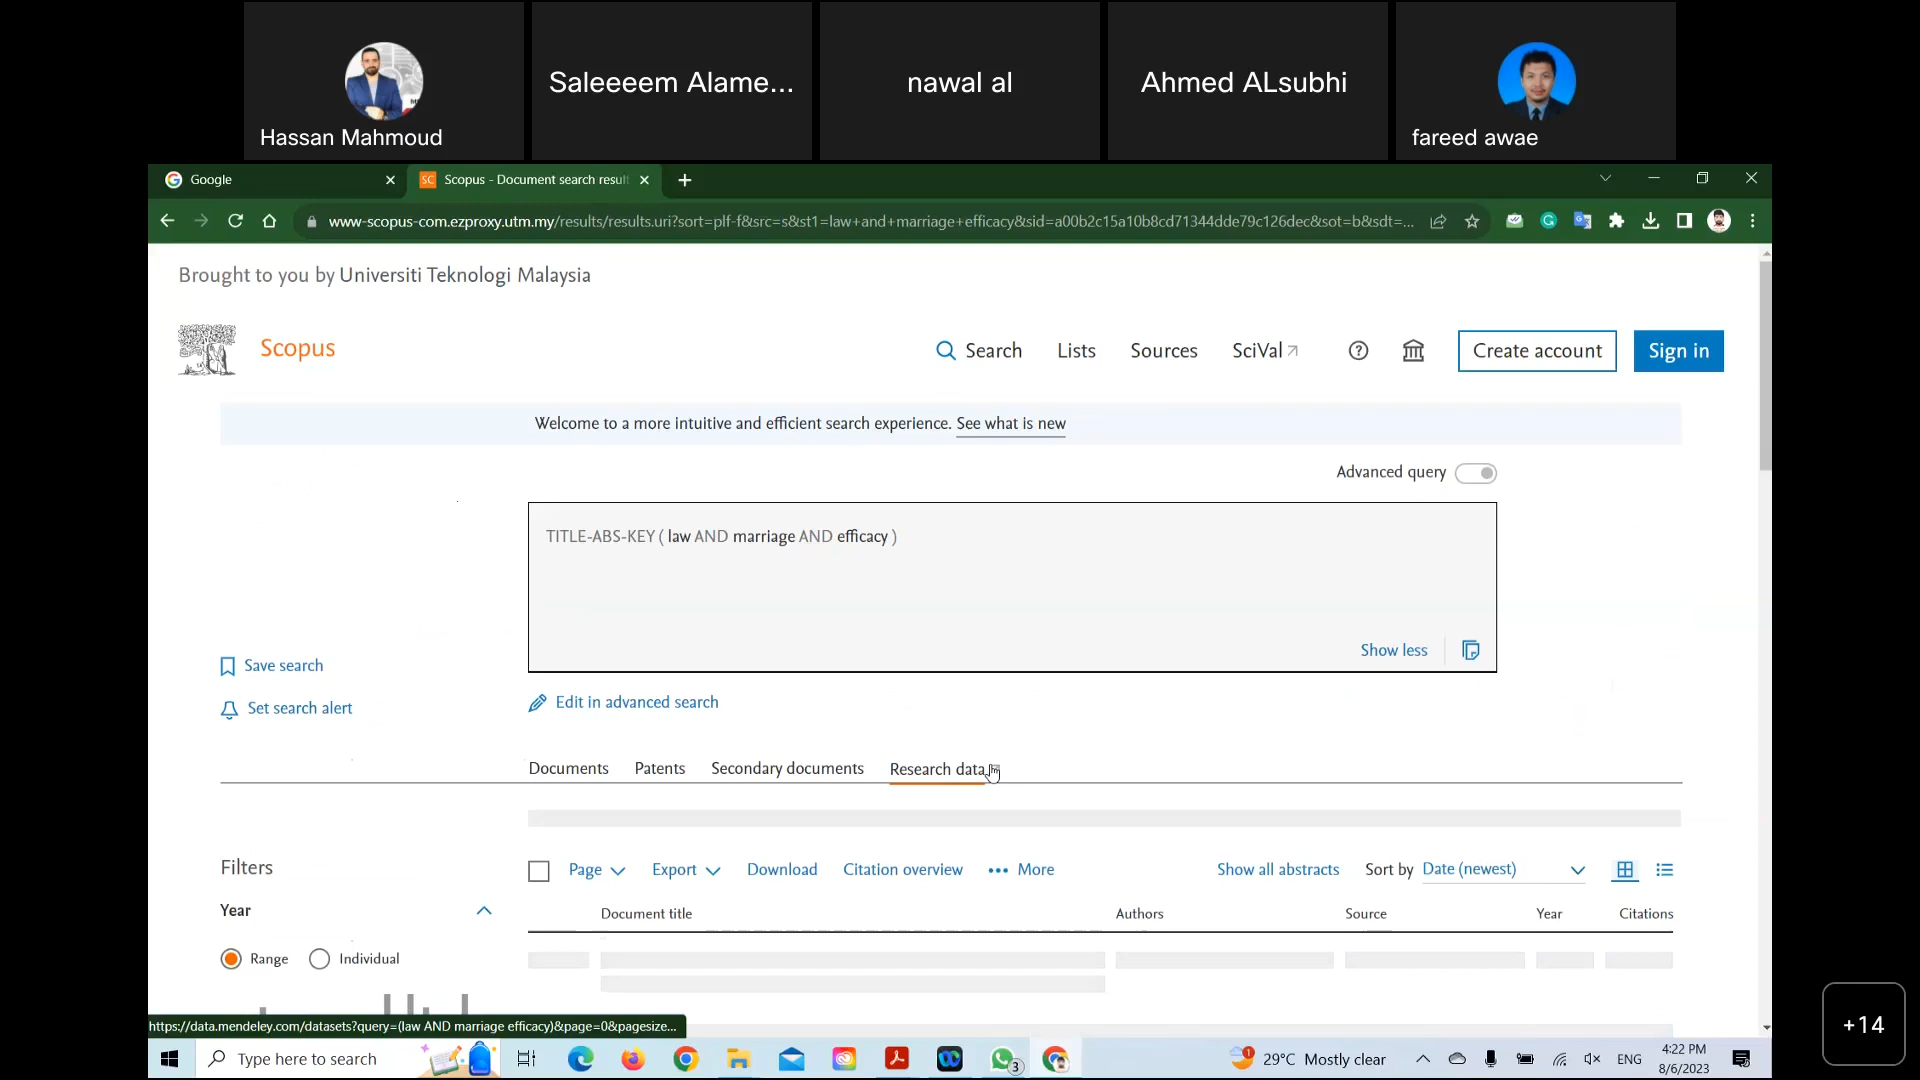 Hassan Mahmoud
Saleeeem Alame...
nawal al
Ahmed ALsubhi
fareed awae
Google
Scopus - Document search result
www-scopus-com.ezproxy.utm.my/results/results.uri?sort=plf-f&src=s&st1=law+and+marriage+efficacy&sid=a00b2c15a10b8cd71344dde79c126dec&sot=b&sdt=...
Brought to you by Universiti Teknologi Malaysia
Scopus
Search
Lists
Sources
SciVal
Create account
Sign in
Welcome to a more intuitive and efficient search experience. See what is new
Advanced query
TITLE-ABS-KEY ( law AND marriage AND efficacy )
Show less
Save search
Edit in advanced search
Set search alert
Documents
Patents
Secondary documents
Research data
Filters
Page
Export
Download
Citation overview
More
Show all abstracts
Sort by Date (newest)
Year
Document title
Authors
Source
Year
Citations
Range
Individual
https://data.mendeley.com/datasets?query=(law AND marriage efficacy)&page=0&pagesize...
+14
Type here to search
3
1
29°C Mostly clear
ENG
4:22 PM
8/6/2023